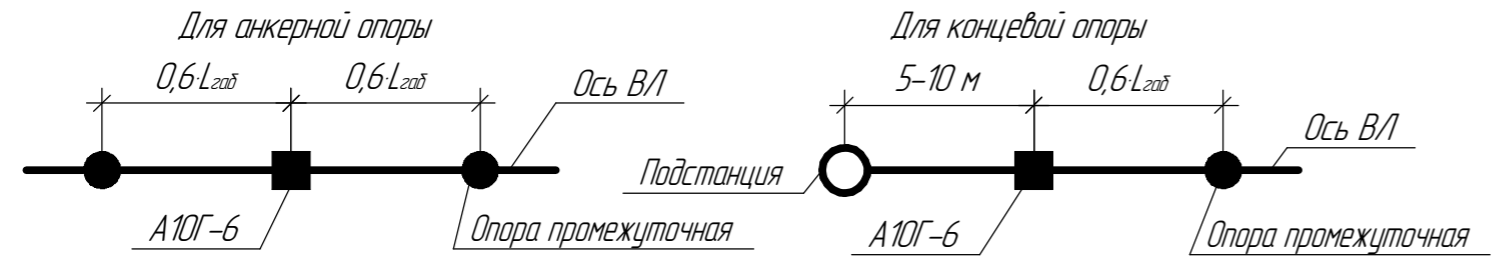 Для анкерной опоры
0,6·Lгаб
0,6·Lгаб
Ось ВЛ
А10Г-6
Опора промежуточная
Для концевой опоры
5-10 м
0,6·Lгаб
Ось ВЛ
Подстанция
А10Г-6
Опора промежуточная